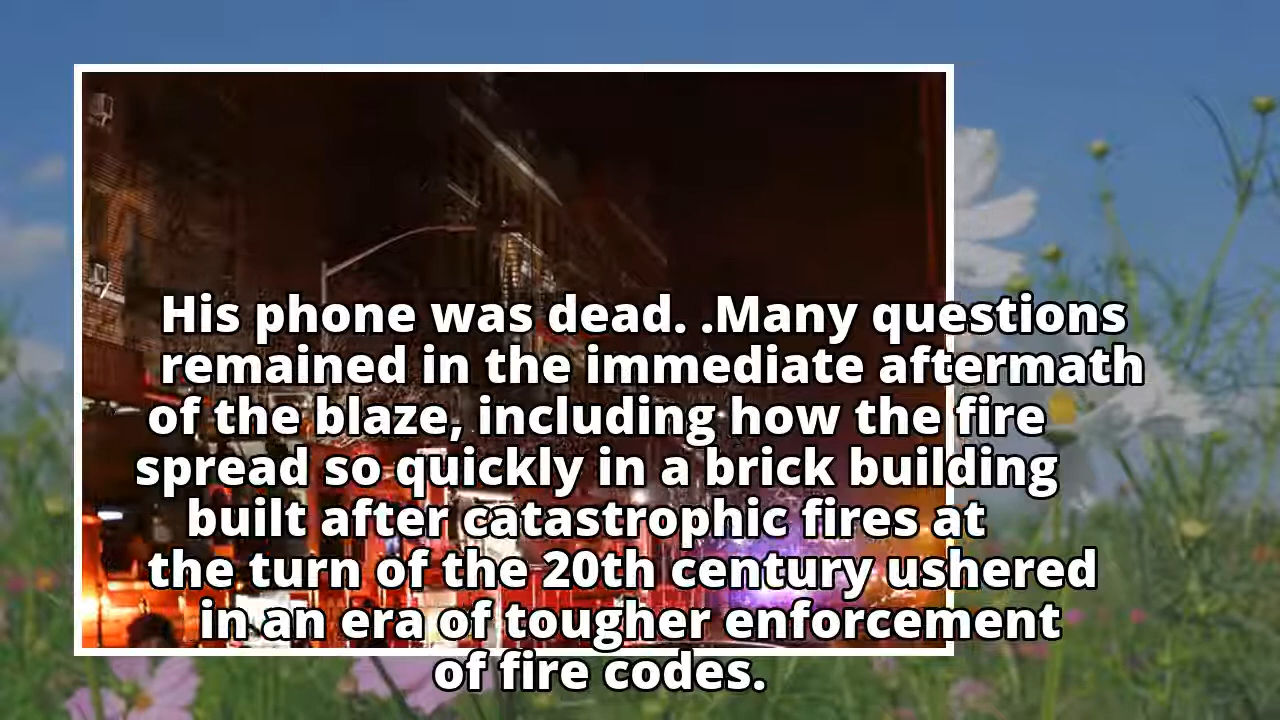 His phone was dead. .Many questions
remained in the immediate aftermath
of the blaze, including how the fire
spread so quickly in a brick building
built after catastrophic fires at
the turn of the 20th century ushered
in an era of tougher enforcement
of fire codes.